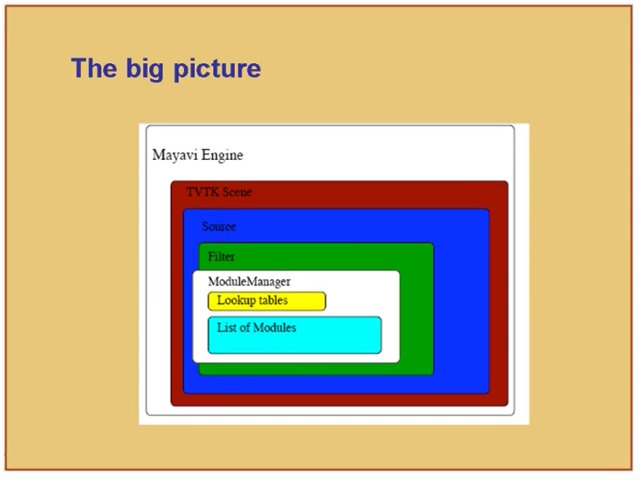 The big picture
Mayavi Engine
TVTK Scene
Source
Filter
ModuleManager
Lookup tables
List of Modules